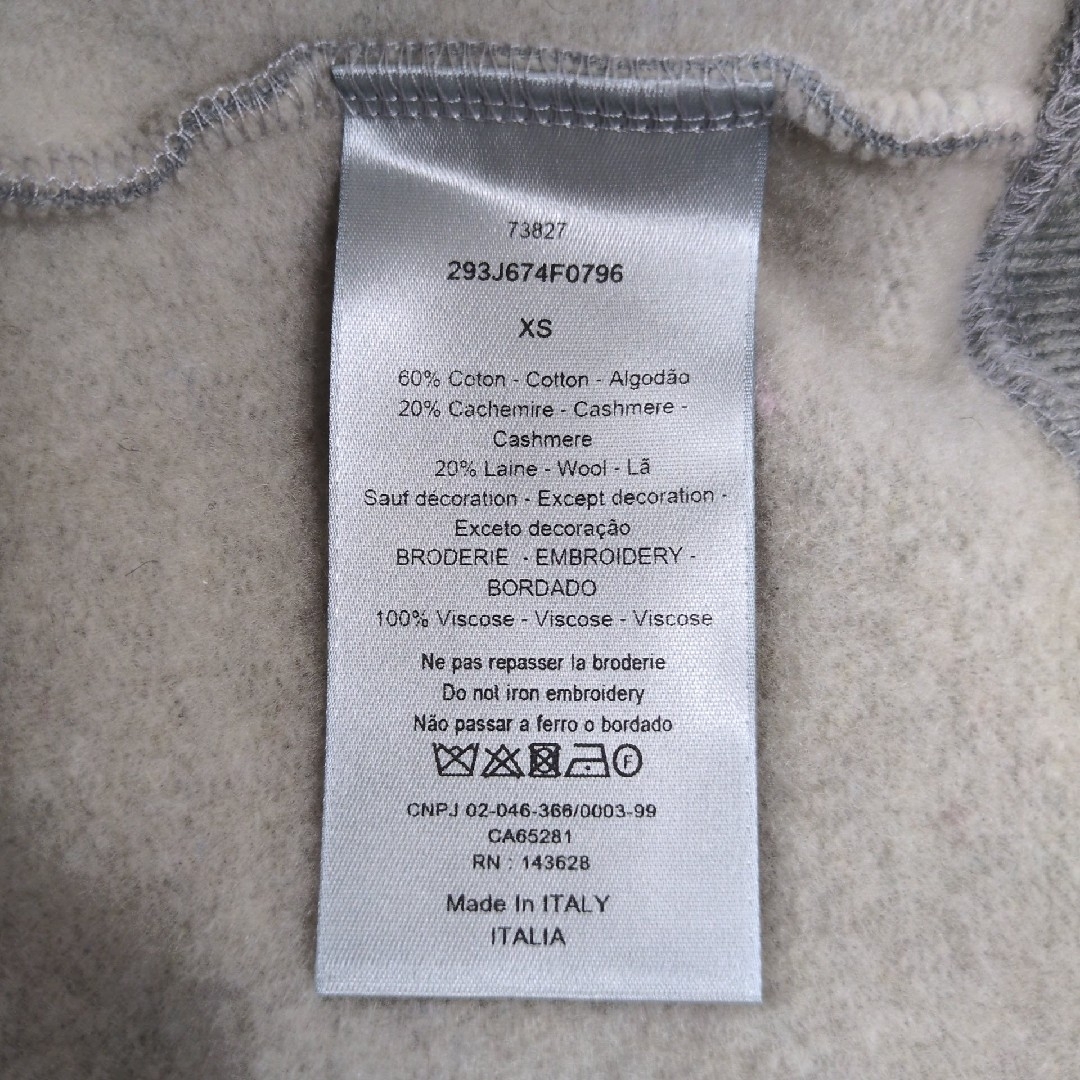 73827
293J674F0796
XS
60% Coton - Cotton - Algodão
20% Cachemire - Cashmere -
Cashmere
20% Laine - Wool - Lã
Sauf décoration - Except decoration -
Exceto decoração
BRODERIE - EMBROIDERY -
BORDADO
100% Viscose - Viscose - Viscose
Ne pas repasser la broderie
Do not iron embroidery
Não passar a ferro o bordado
F
CNPJ 02-046-366/0003-99
CA65281
RN : 143628
Made In ITALY
ITALIA